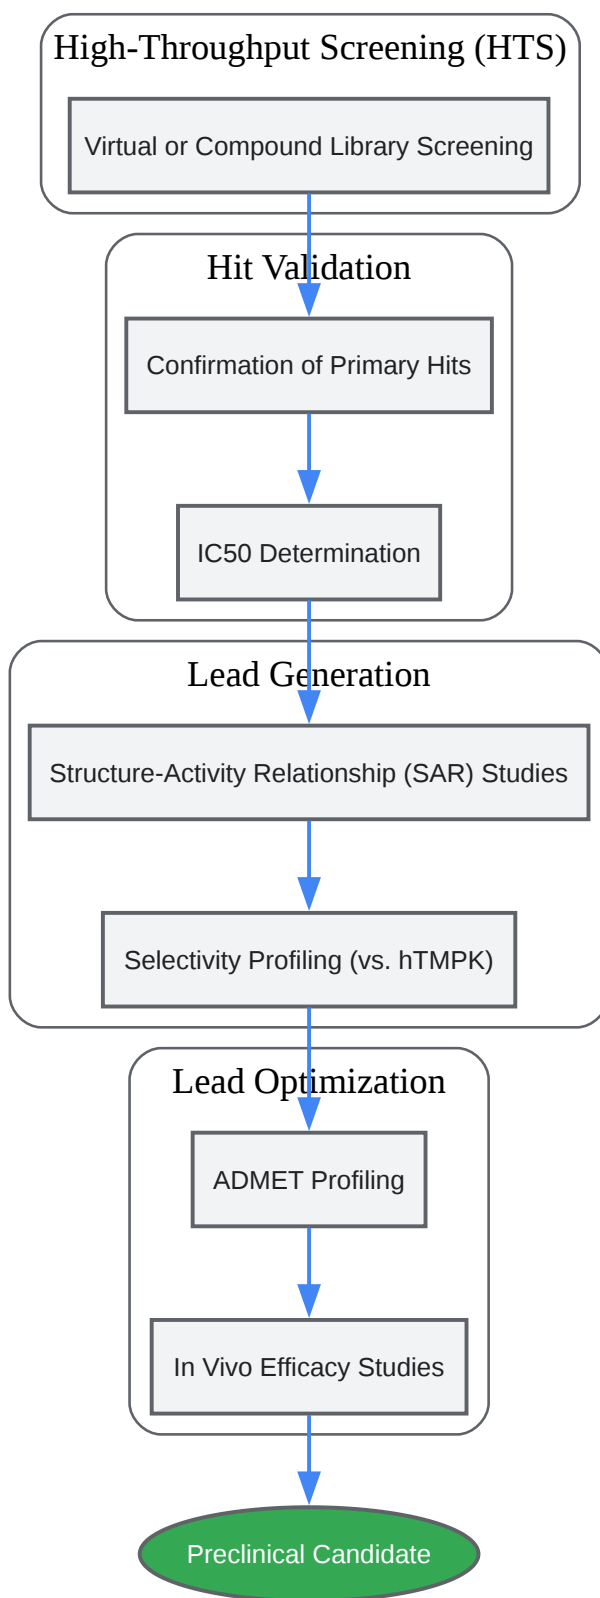 High-Throughput Screening (HTS)
Virtual or Compound Library Screening
Hit Validation
Confirmation of Primary Hits
IC50 Determination
Lead Generation
Structure-Activity Relationship (SAR) Studies
Selectivity Profiling (vs. hTMPK)
Lead Optimization
ADMET Profiling
In Vivo Efficacy Studies
Preclinical Candidate